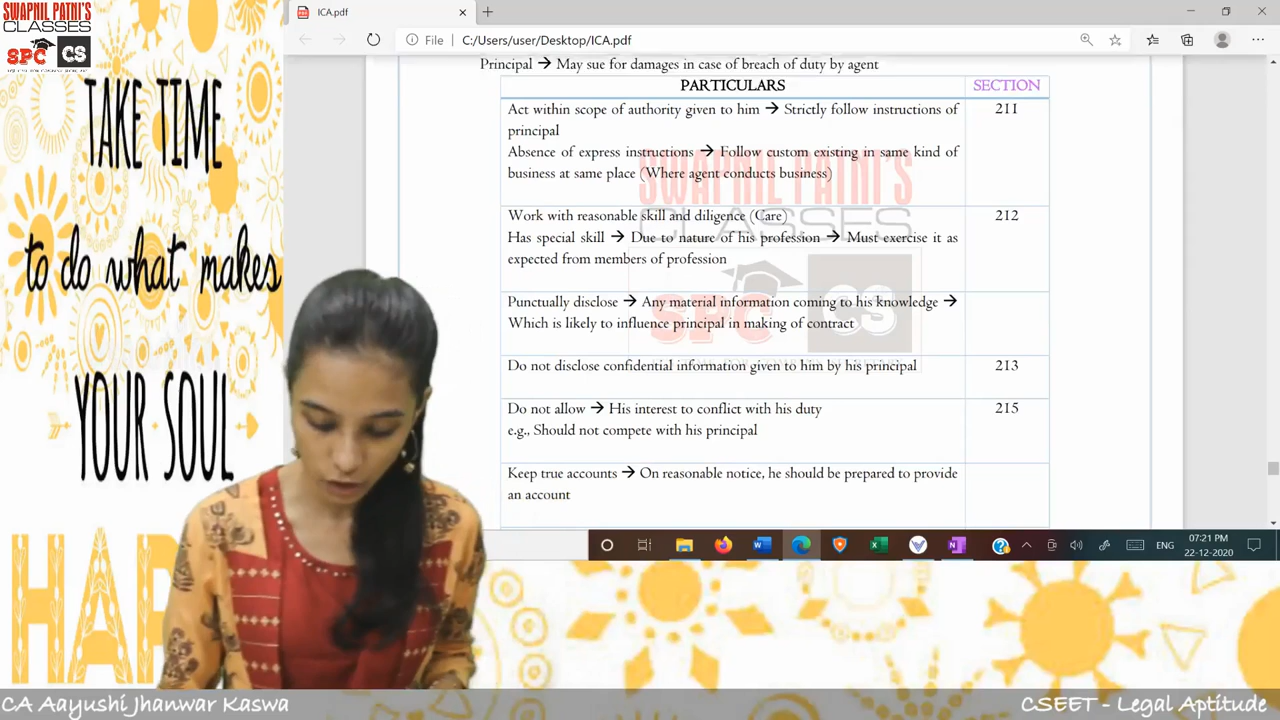 SWAPNIL PATNI'S
CLASSES
SPC CS
TAKE TIME
to do what makes
YOUR SOUL
HAP
ICA.pdf
File C:/Users/user/Desktop/ICA.pdf
Principal → May sue for damages in case of breach of duty by agent
PARTICULARS SECTION
Act within scope of authority given to him → Strictly follow instructions of 211
principal
Absence of express instructions → Follow custom existing in same kind of
business at same place (Where agent conducts business)
Work with reasonable skill and diligence (Care) 212
Has special skill → Due to nature of his profession → Must exercise it as
expected from members of profession
Punctually disclose → Any material information coming to his knowledge →
Which is likely to influence principal in making of contract
Do not disclose confidential information given to him by his principal 213
Do not allow → His interest to conflict with his duty 215
e.g., Should not compete with his principal
Keep true accounts → On reasonable notice, he should be prepared to provide
an account
SWAPNIL PATNI'S
CLASSES
SPC CS
ENG
07:21 PM
22-12-2020
CA Aayushi Jhanwar Kaswa
CSEET - Legal Aptitude